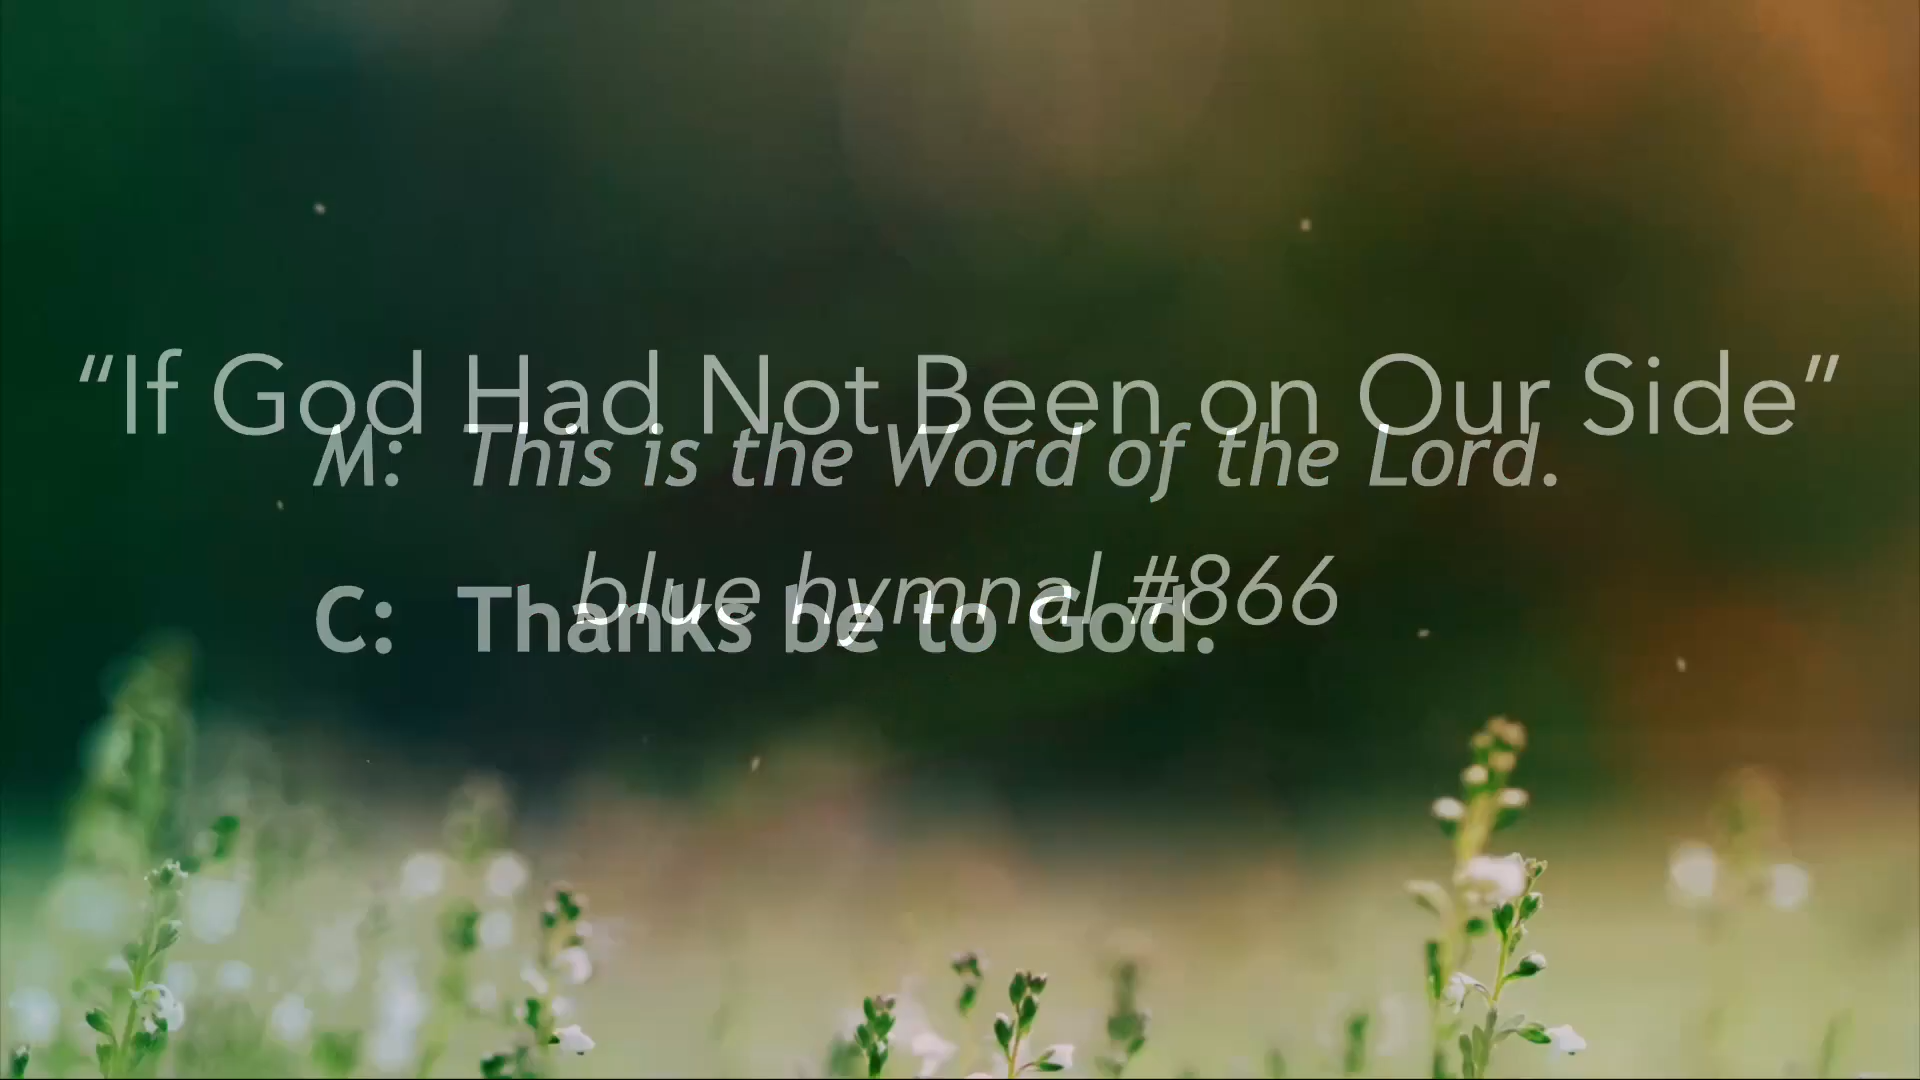 “If God Had Not Been on Our Side”
M: This is the Word of the Lord.
blue hymnal #866
C: Thanks be to God.